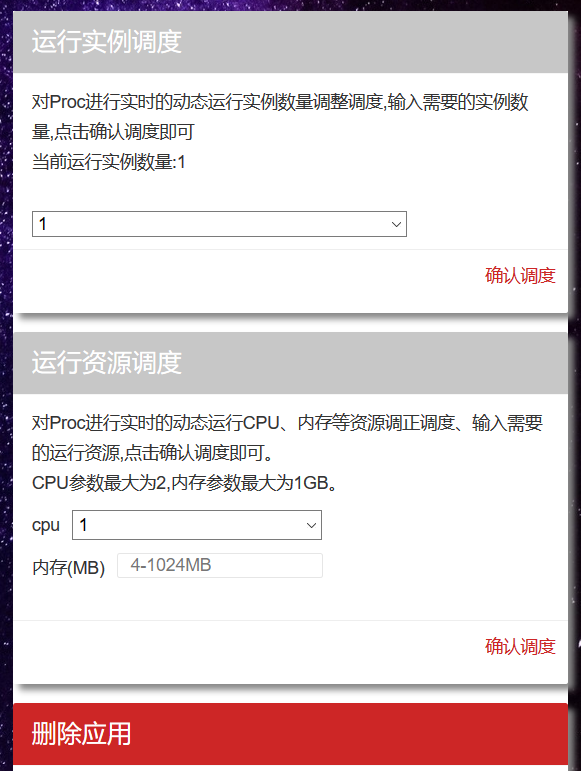 运行实例调度
对Proc进行实时的动态运行实例数量调整调度,输入需要的实例数
量,点击确认调度即可
当前运行实例数量:1
1
确认调度
运行资源调度
对Proc进行实时的动态运行CPU、内存等资源调正调度、输入需要
的运行资源,点击确认调度即可。
CPU参数最大为2,内存参数最大为1GB。
cpu 1
内存(MB) 4-1024MB
确认调度
删除应用